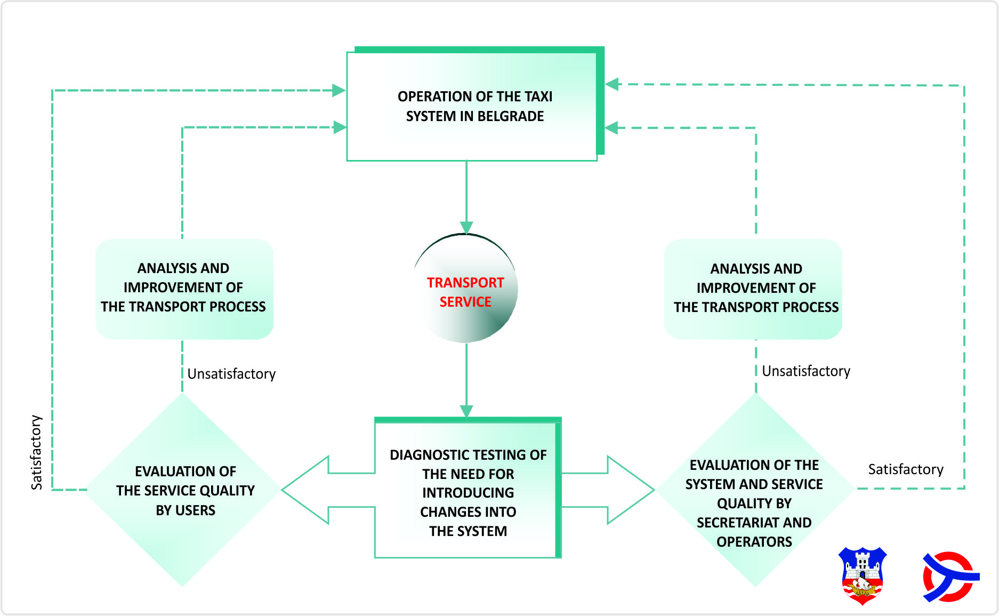 OPERATION OF THE TAXI
SYSTEM IN BELGRADE
ANALYSIS AND
IMPROVEMENT OF
THE TRANSPORT PROCESS
TRANSPORT
SERVICE
ANALYSIS AND
IMPROVEMENT OF
THE TRANSPORT PROCESS
Unsatisfactory
Unsatisfactory
Satisfactory
EVALUATION OF
THE SERVICE QUALITY
BY USERS
DIAGNOSTIC TESTING OF
THE NEED FOR
INTRODUCING
CHANGES INTO
THE SYSTEM
EVALUATION OF THE
SYSTEM AND SERVICE
QUALITY BY
SECRETARIAT AND
OPERATORS
Satisfactory